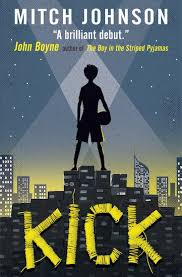 MITCH JOHNSON
"A brilliant debut."
John Boyne author of The Boy in the Striped Pyjamas
KICK